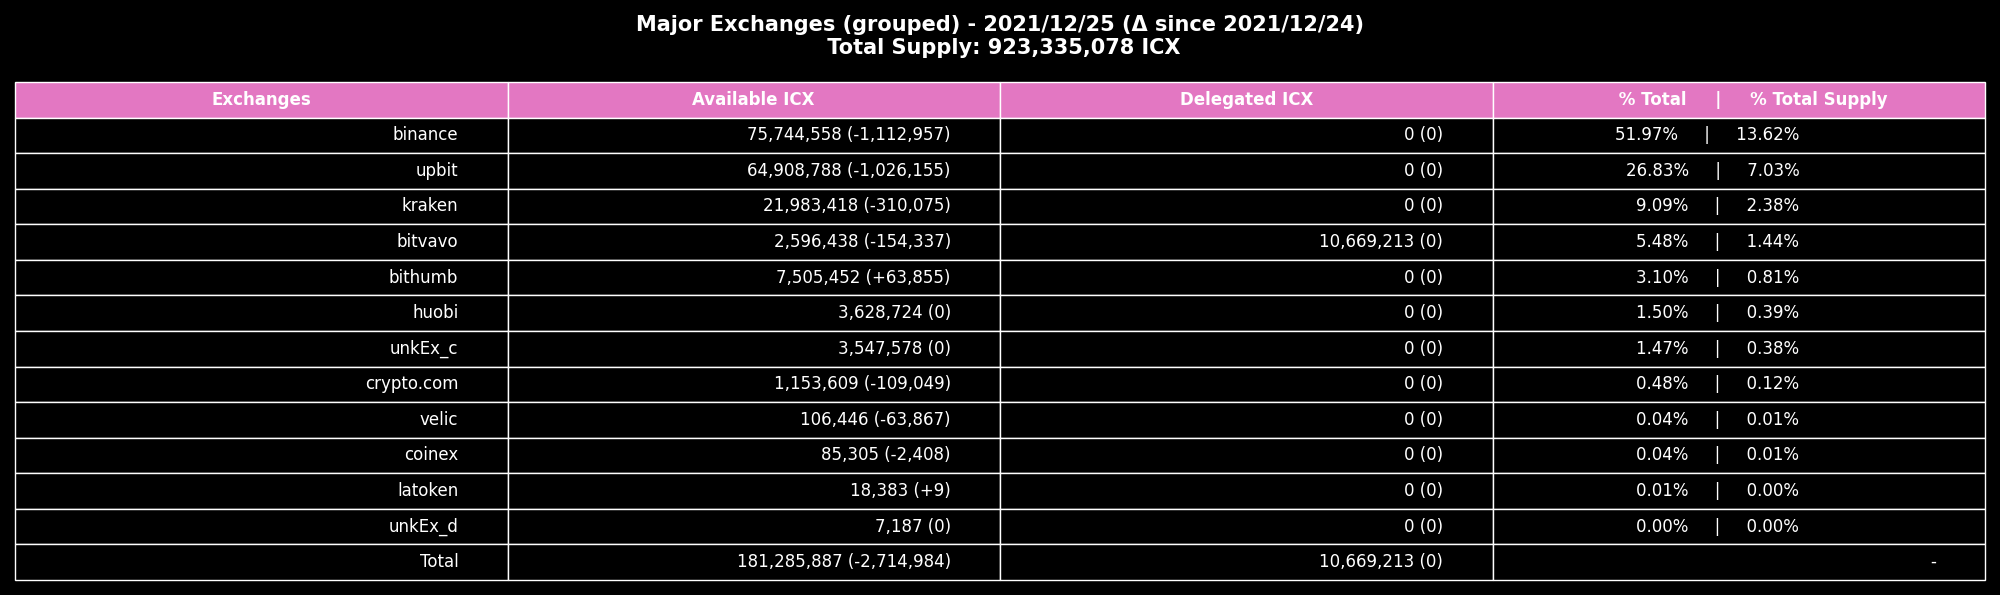 Major Exchanges (grouped) - 2021/12/25 (Δ since 2021/12/24)
Total Supply: 923,335,078 ICX
Exchanges Available ICX Delegated ICX % Total | % Total Supply
binance 75,744,558 (-1,112,957) 0 (0) 51.97% | 13.62%
upbit 64,908,788 (-1,026,155) 0 (0) 26.83% | 7.03%
kraken 21,983,418 (-310,075) 0 (0) 9.09% | 2.38%
bitvavo 2,596,438 (-154,337) 10,669,213 (0) 5.48% | 1.44%
bithumb 7,505,452 (+63,855) 0 (0) 3.10% | 0.81%
huobi 3,628,724 (0) 0 (0) 1.50% | 0.39%
unkEx_c 3,547,578 (0) 0 (0) 1.47% | 0.38%
crypto.com 1,153,609 (-109,049) 0 (0) 0.48% | 0.12%
velic 106,446 (-63,867) 0 (0) 0.04% | 0.01%
coinex 85,305 (-2,408) 0 (0) 0.04% | 0.01%
latoken 18,383 (+9) 0 (0) 0.01% | 0.00%
unkEx_d 7,187 (0) 0 (0) 0.00% | 0.00%
Total 181,285,887 (-2,714,984) 10,669,213 (0) -